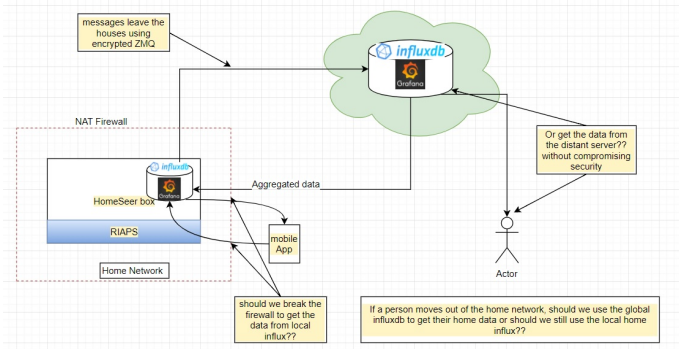 messages leave the
houses using
encrypted ZMQ
influxdb
Grafana
NAT Firewall
Or get the data from
the distant server??
without compromising
security
influxdb
Grafana
HomeSeer box
Aggregated data
RIAPS
mobile
App
Home Network
Actor
should we break the
firewall to get the
data from local
influx??
If a person moves out of the home network, should we use the global
influxdb to get their home data or should we still use the local home
influx??